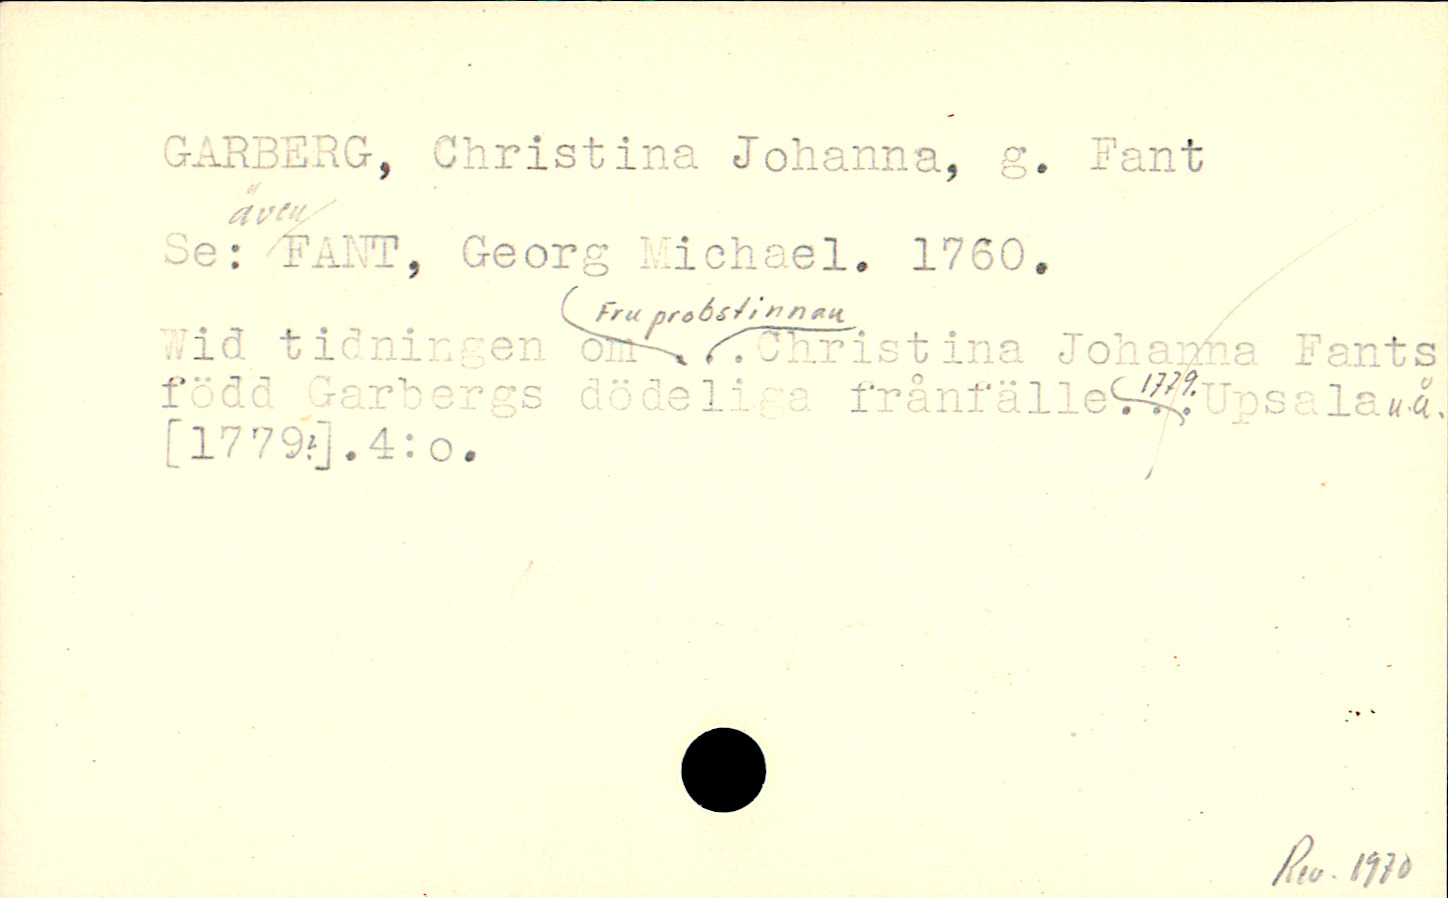 GARBERG, Christina Johanna, g. Fant
även
Se: FANT, Georg Michael. 1760.
Fru probstinnan
Wid tidningen om ...Christina Johanna Fants
född Garbergs dödeliga frånfälle. 1779. ..Upsala u.å.
[1779?].4:o.
Rev. 1970